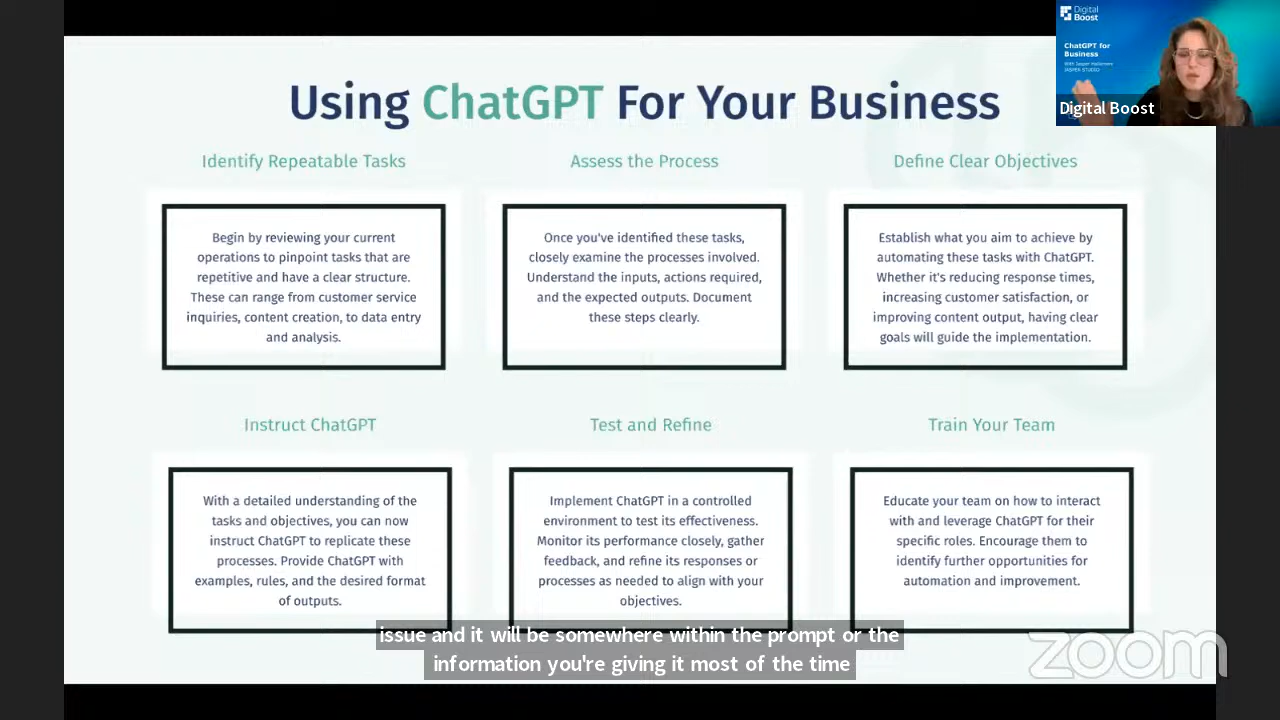 Using ChatGPT For Your Business
Identify Repeatable Tasks
Begin by reviewing your current
operations to pinpoint tasks that are
repetitive and have a clear structure.
These can range from customer service
inquiries, content creation, to data entry
and analysis.
Assess the Process
Once you've identified these tasks,
closely examine the processes involved.
Understand the inputs, actions required,
and the expected outputs. Document
these steps clearly.
Define Clear Objectives
Establish what you aim to achieve by
automating these tasks with ChatGPT.
Whether it's reducing response times,
increasing customer satisfaction, or
improving content output, having clear
goals will guide the implementation.
Instruct ChatGPT
With a detailed understanding of the
tasks and objectives, you can now
instruct ChatGPT to replicate these
processes. Provide ChatGPT with
examples, rules, and the desired format
of outputs.
Test and Refine
Implement ChatGPT in a controlled
environment to test its effectiveness.
Monitor its performance closely, gather
feedback, and refine its responses or
processes as needed to align with your
objectives.
Train Your Team
Educate your team on how to interact
with and leverage ChatGPT for their
specific roles. Encourage them to
identify further opportunities for
automation and improvement.
Digital
Boost
ChatGPT for
Business
With Jasper
JASPER STUDIO
Digital Boost
issue and it will be somewhere within the prompt or the
information you're giving it most of the time
zoom